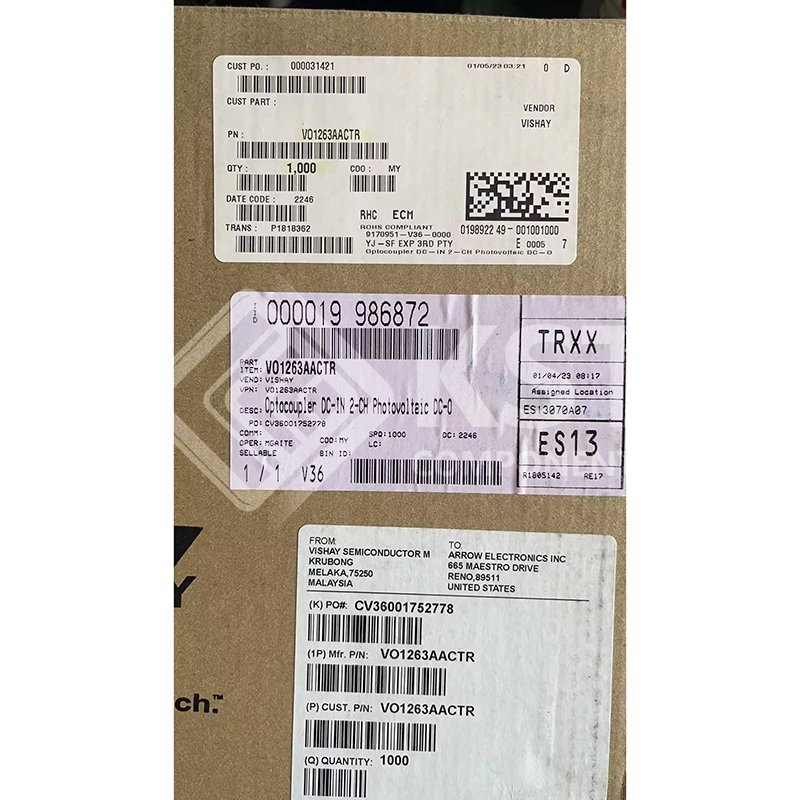 CUST PO. : 000031421 01/05/23 03:21 0 D
CUST PART :
VENDOR
VISHAY
PN : VO1263AACTR
QTY : 1,000 COO : MY
DATE CODE : 2246
RHC ECM
ROHS COMPLIANT
TRANS : P1818362 9170951-V36-0000
0198922 49-001001000
YJ-SF EXP 3RD PTY E 0005 7
Optocoupler DC-IN 2-CH Photovoltaic DC-O
000019 986872
PART
ITEM: VO1263AACTR
VEND: VISHAY
VPN: VO1263AACTR
DESC: Optocoupler DC-IN 2-CH Photovoltaic DC-O
PO: CV36001752778
COMM: SPQ:1000 DC: 2246
OPER: MGAITE COO:MY LC:
SELLABLE BIN ID:
1 / 1 V36
TRXX
01/04/23 08:17
Assigned Location
ES13070A07
ES13
R1805142 RE17
KS
COMPONENT
FROM:
VISHAY SEMICONDUCTOR M
KRUBONG
MELAKA,75250
MALAYSIA
TO:
ARROW ELECTRONICS INC
665 MAESTRO DRIVE
RENO,89511
UNITED STATES
(K) PO#: CV36001752778
(1P) Mfr. P/N: VO1263AACTR
(P) CUST. P/N: VO1263AACTR
(Q) QUANTITY: 1000
Y
ch.™